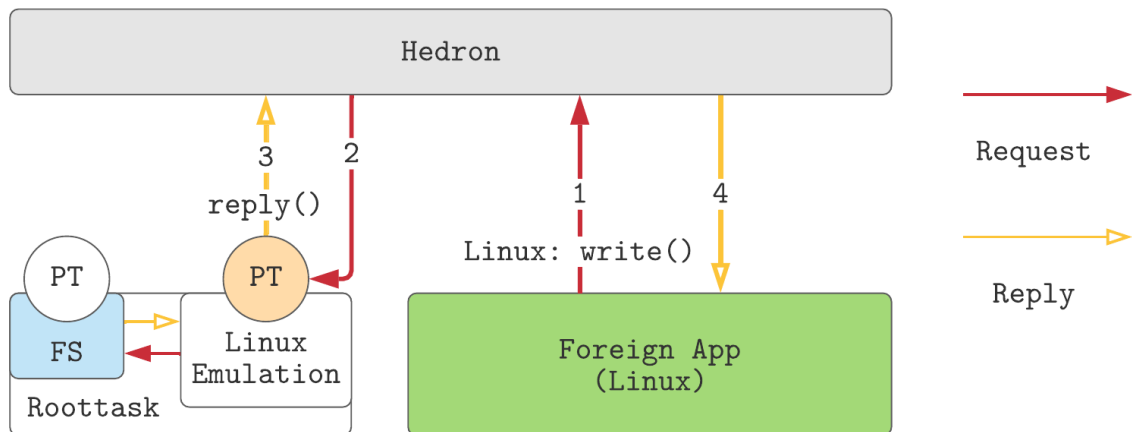 Hedron
3
2
1
4
Request
reply()
Linux: write()
PT
PT
Reply
FS
Linux
Emulation
Foreign App
(Linux)
Roottask